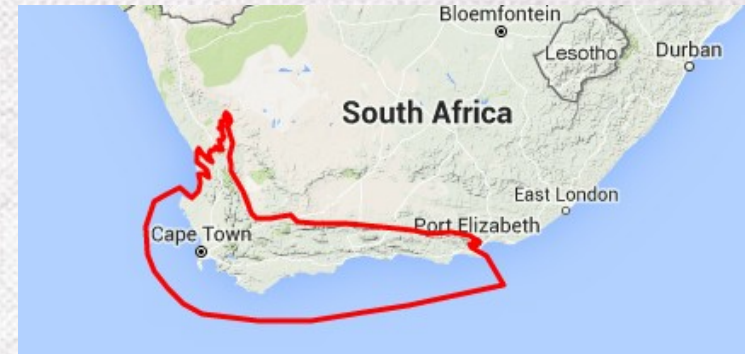 Bloemfontein
Lesotho
Durban
South Africa
East London
Port Elizabeth
Cape Town